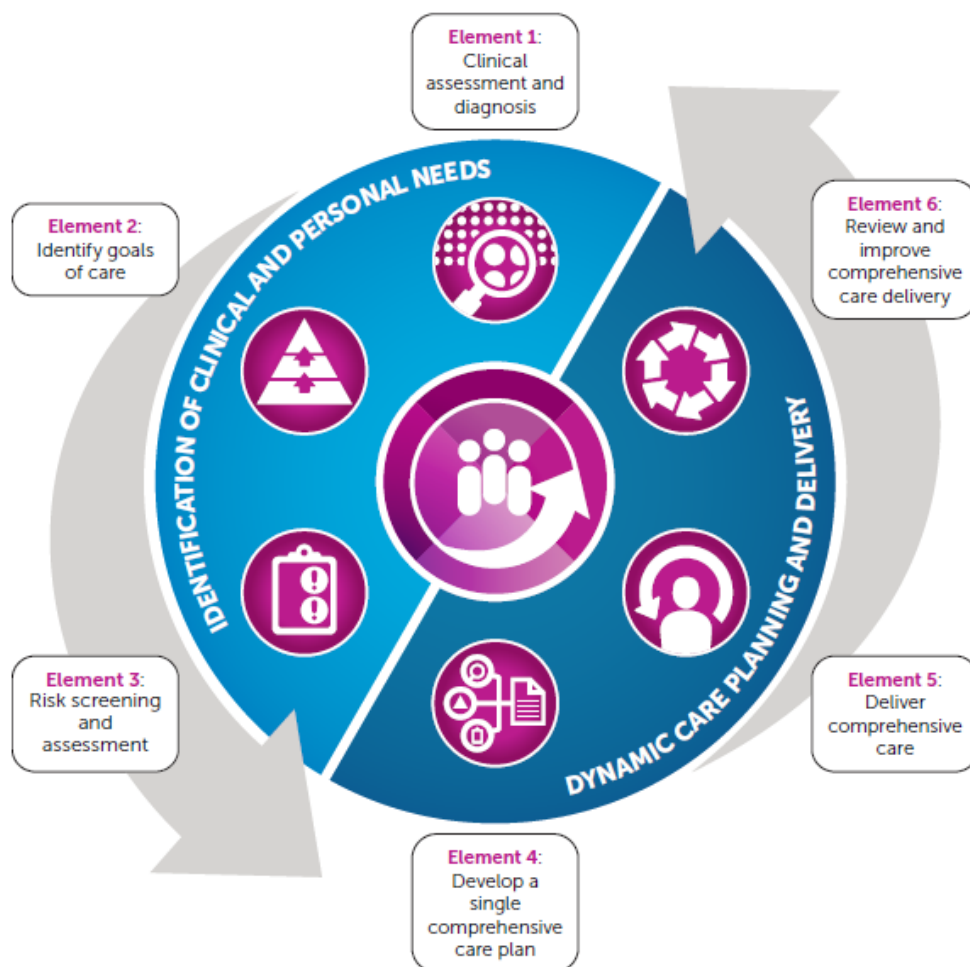 Element 1:
Clinical
assessment and
diagnosis
Element 2:
Identify goals
of care
Element 6:
Review and
improve
comprehensive
care delivery
IDENTIFICATION OF CLINICAL AND PERSONAL NEEDS
DYNAMIC CARE PLANNING AND DELIVERY
Element 3:
Risk screening
and
assessment
Element 5:
Deliver
comprehensive
care
Element 4:
Develop a
single
comprehensive
care plan